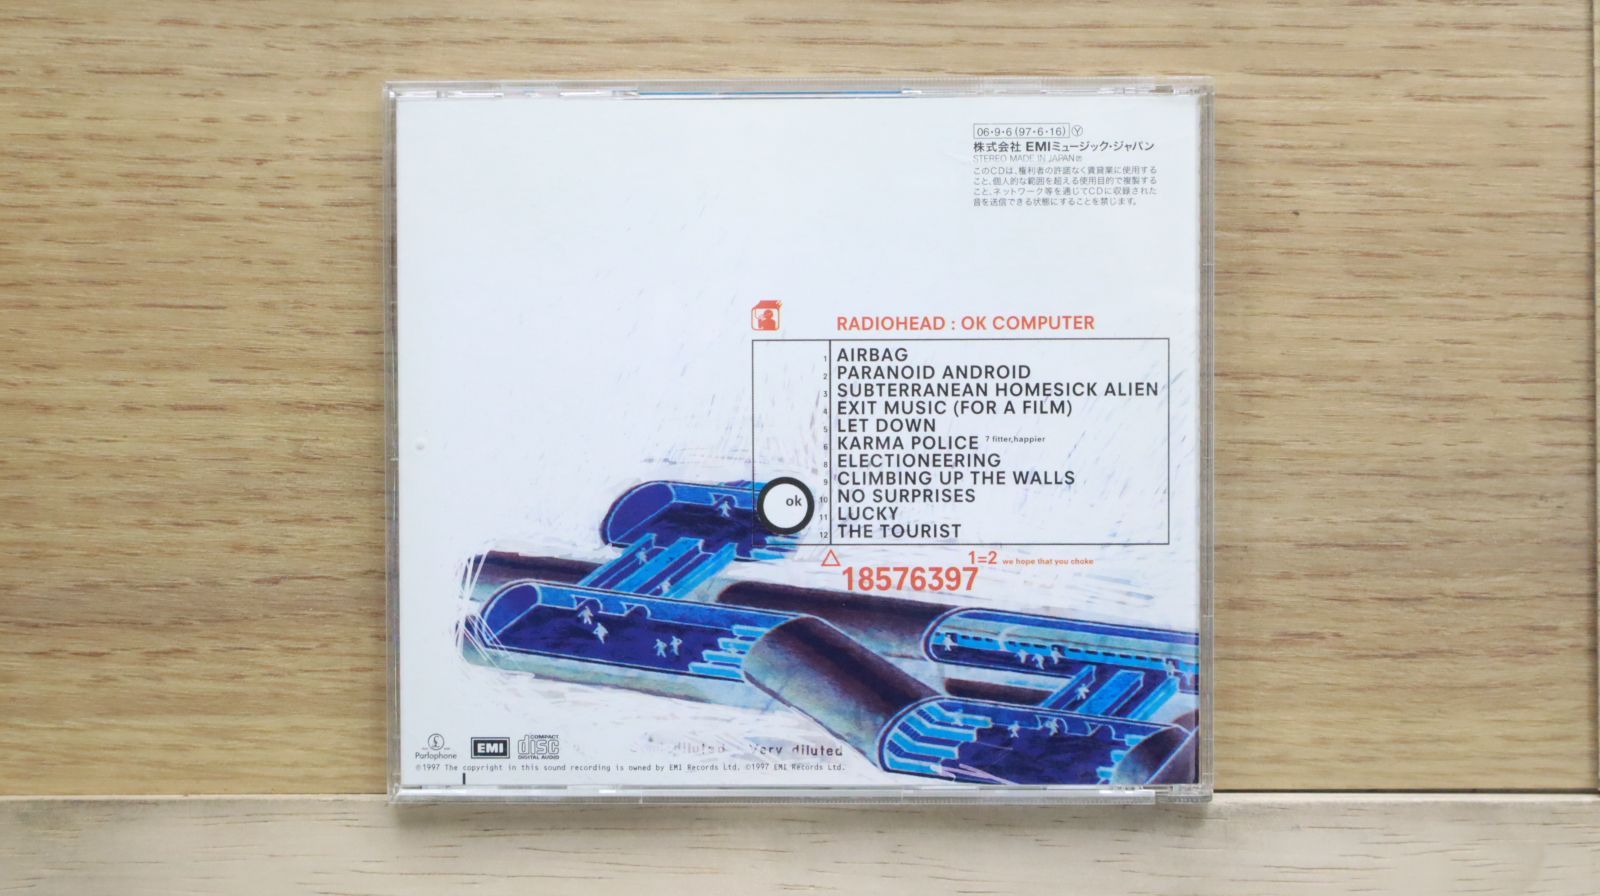 06・9・6 (97・6・16) Ⓨ
株式会社 EMIミュージック・ジャパン
STEREO MADE IN JAPAN
このCDは、権利者の許諾なく賃貸業に使用する
こと、個人的な範囲を超える使用目的で複製する
こと、ネットワーク等を通じてCDに収録された
音を送信できる状態にすることを禁じます。
RADIOHEAD : OK COMPUTER
1 AIRBAG
2 PARANOID ANDROID
3 SUBTERRANEAN HOMESICK ALIEN
4 EXIT MUSIC (FOR A FILM)
5 LET DOWN
6 KARMA POLICE 7 fitter,happier
8 ELECTIONEERING
9 CLIMBING UP THE WALLS
10 NO SURPRISES
11 LUCKY
12 THE TOURIST
ok
1=2 we hope that you choke
18576397
diluted Very diluted
Parlophone
EMI
COMPACT
disc
DIGITAL AUDIO
℗1997 The copyright in this sound recording is owned by EMI Records Ltd. ©1997 EMI Records Ltd.